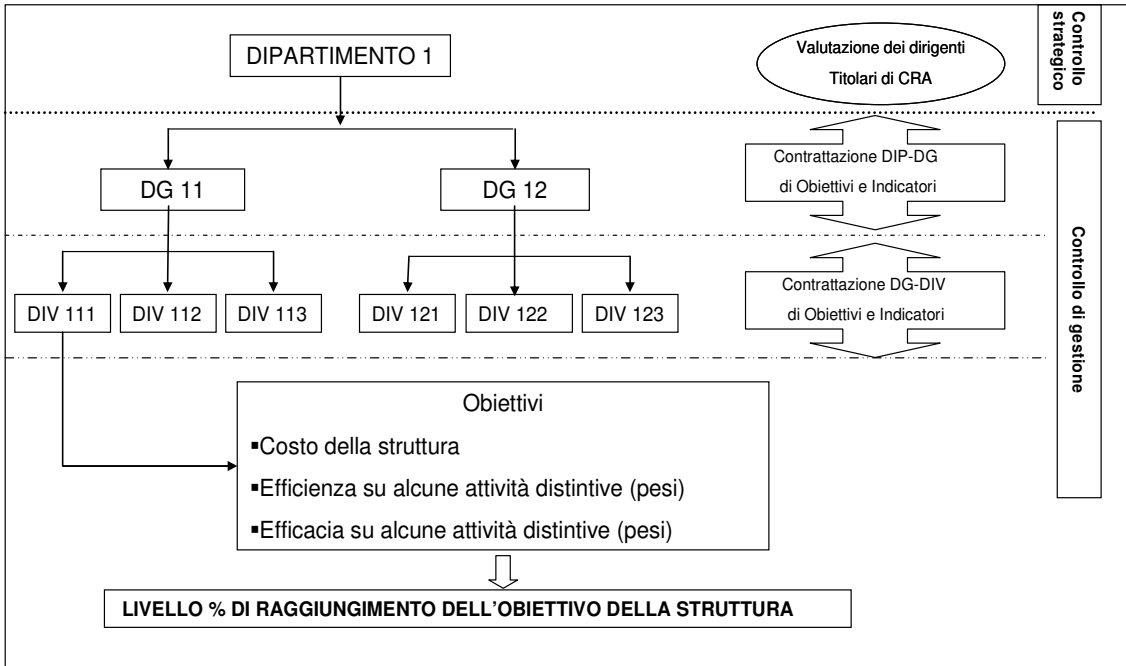 DIPARTIMENTO 1
Valutazione dei dirigenti
Titolari di CRA
Controllo
strategico
DG 11
DG 12
Contrattazione DIP-DG
di Obiettivi e Indicatori
DIV 111
DIV 112
DIV 113
DIV 121
DIV 122
DIV 123
Contrattazione DG-DIV
di Obiettivi e Indicatori
Controllo di gestione
Obiettivi
▪Costo della struttura
▪Efficienza su alcune attività distintive (pesi)
▪Efficacia su alcune attività distintive (pesi)
LIVELLO % DI RAGGIUNGIMENTO DELL'OBIETTIVO DELLA STRUTTURA